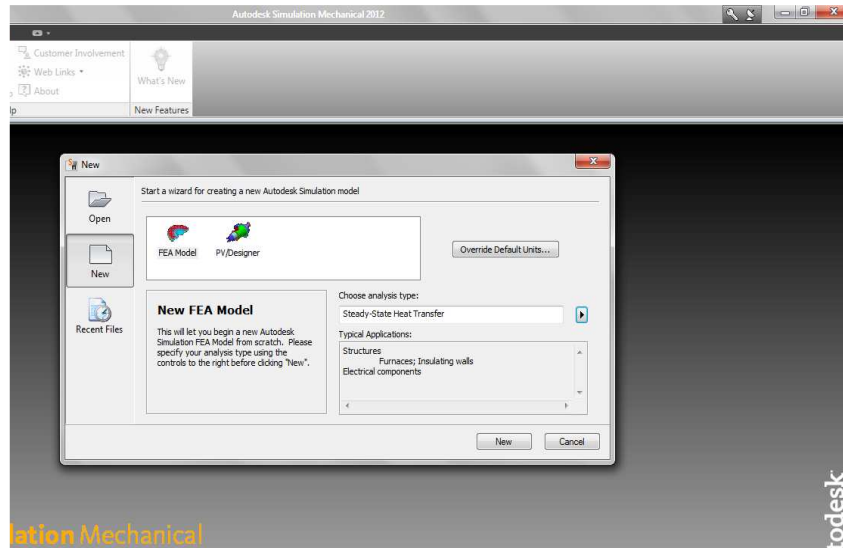 Autodesk Simulation Mechanical 2012
Customer Involvement
Web Links
About
What's New
lp
New Features
New
Start a wizard for creating a new Autodesk Simulation model
Open
New
Recent Files
FEA Model
PV/Designer
Override Default Units...
New FEA Model
This will let you begin a new Autodesk
Simulation FEA Model from scratch. Please
specify your analysis type using the
controls to the right before clicking "New".
Choose analysis type:
Steady-State Heat Transfer
Typical Applications:
Structures
Furnaces; Insulating walls
Electrical components
New
Cancel
lation Mechanical
todesk